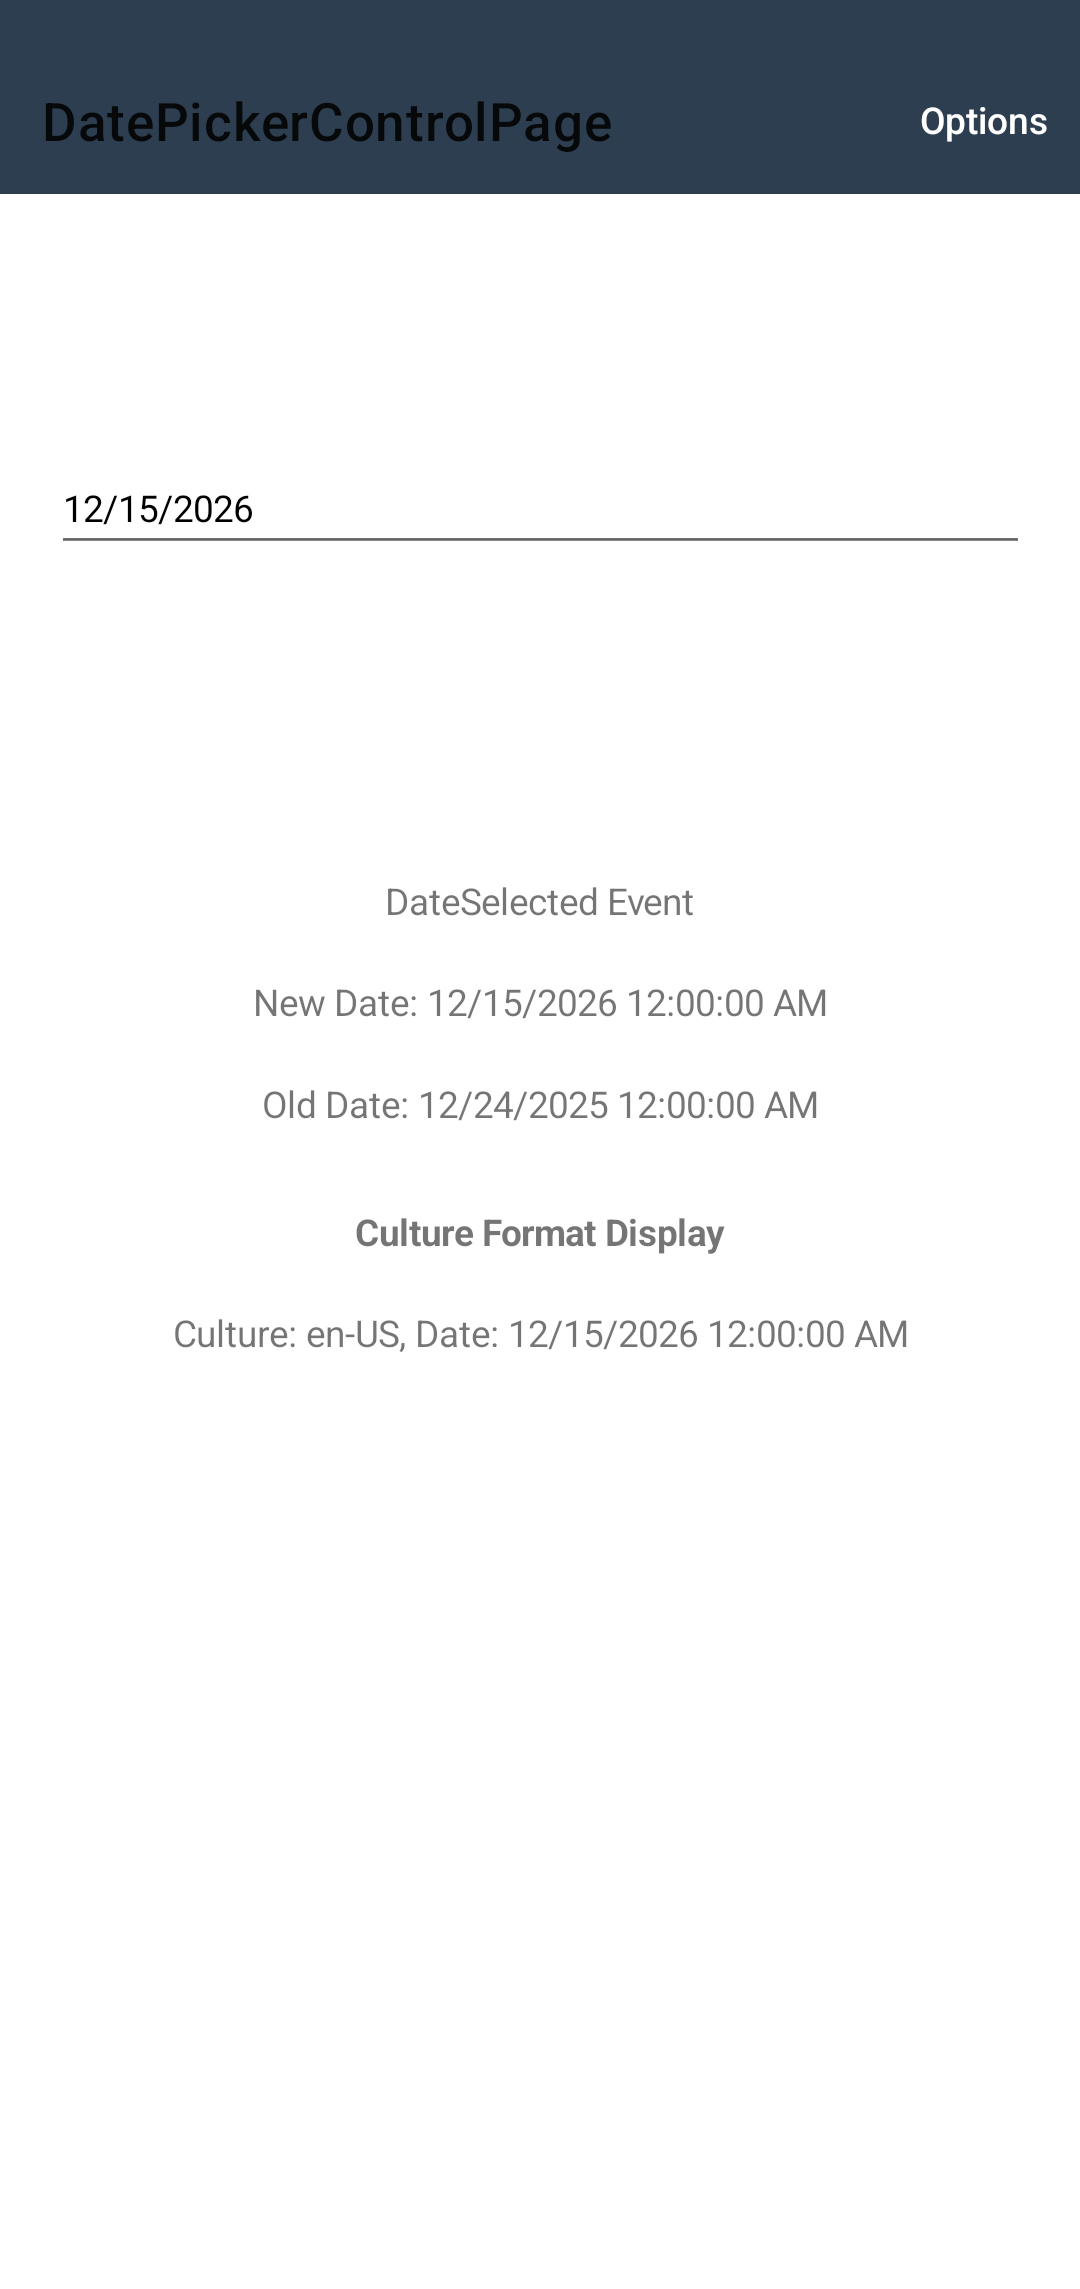 DatePickerControlPage
Options
12/15/2026
DateSelected Event
New Date: 12/15/2026 12:00:00 AM
Old Date: 12/24/2025 12:00:00 AM
Culture Format Display
Culture: en-US, Date: 12/15/2026 12:00:00 AM